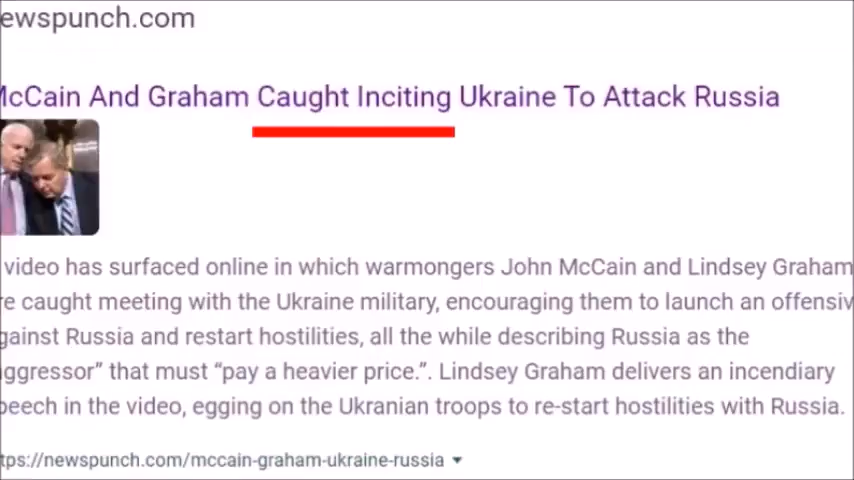 ewspunch.com
McCain And Graham Caught Inciting Ukraine To Attack Russia
video has surfaced online in which warmongers John McCain and Lindsey Graham
re caught meeting with the Ukraine military, encouraging them to launch an offensiv
gainst Russia and restart hostilities, all the while describing Russia as the
aggressor” that must “pay a heavier price.”. Lindsey Graham delivers an incendiary
peech in the video, egging on the Ukranian troops to re-start hostilities with Russia.
tps://newspunch.com/mccain-graham-ukraine-russia